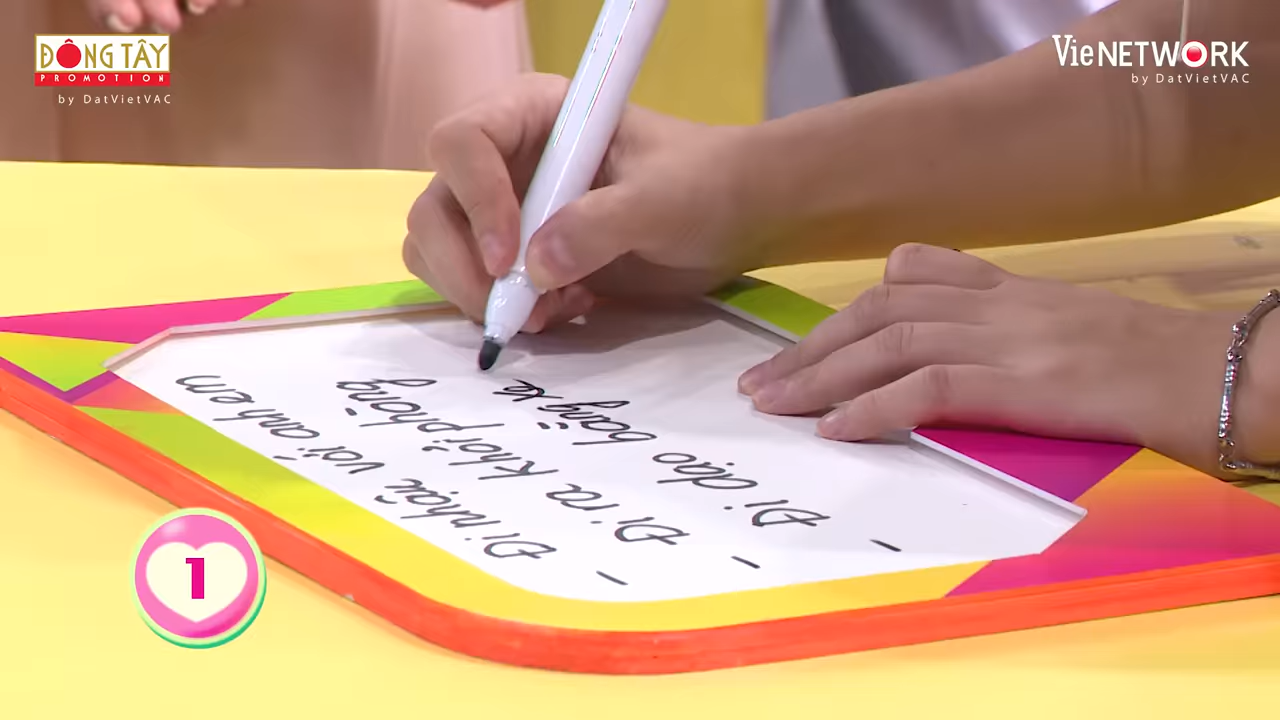 ĐÔNG TÂY
PROMOTION
by DatVietVAC
VieNETWORK
by DatVietVAC
- Đi nhậu với anh em
- Đi ra khỏi phòng
- Đi dạo bằng xe
1